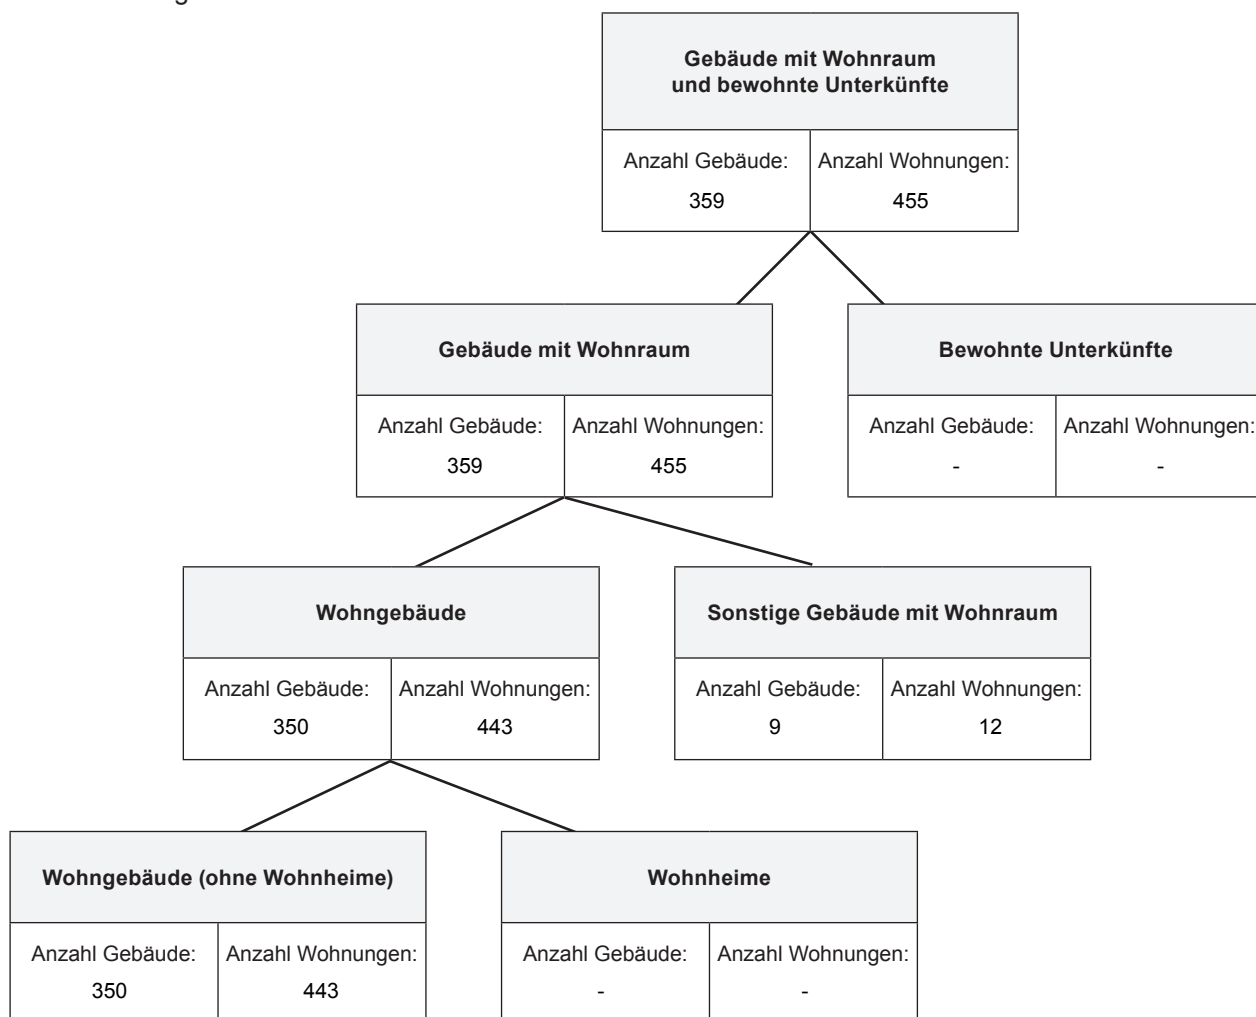 Gebäude mit Wohnraum
und bewohnte Unterkünfte
Anzahl Gebäude: Anzahl Wohnungen:
359 455
Gebäude mit Wohnraum
Anzahl Gebäude: Anzahl Wohnungen:
359 455
Bewohnte Unterkünfte
Anzahl Gebäude: Anzahl Wohnungen:
- -
Wohngebäude
Anzahl Gebäude: Anzahl Wohnungen:
350 443
Sonstige Gebäude mit Wohnraum
Anzahl Gebäude: Anzahl Wohnungen:
9 12
Wohngebäude (ohne Wohnheime)
Anzahl Gebäude: Anzahl Wohnungen:
350 443
Wohnheime
Anzahl Gebäude: Anzahl Wohnungen:
- -